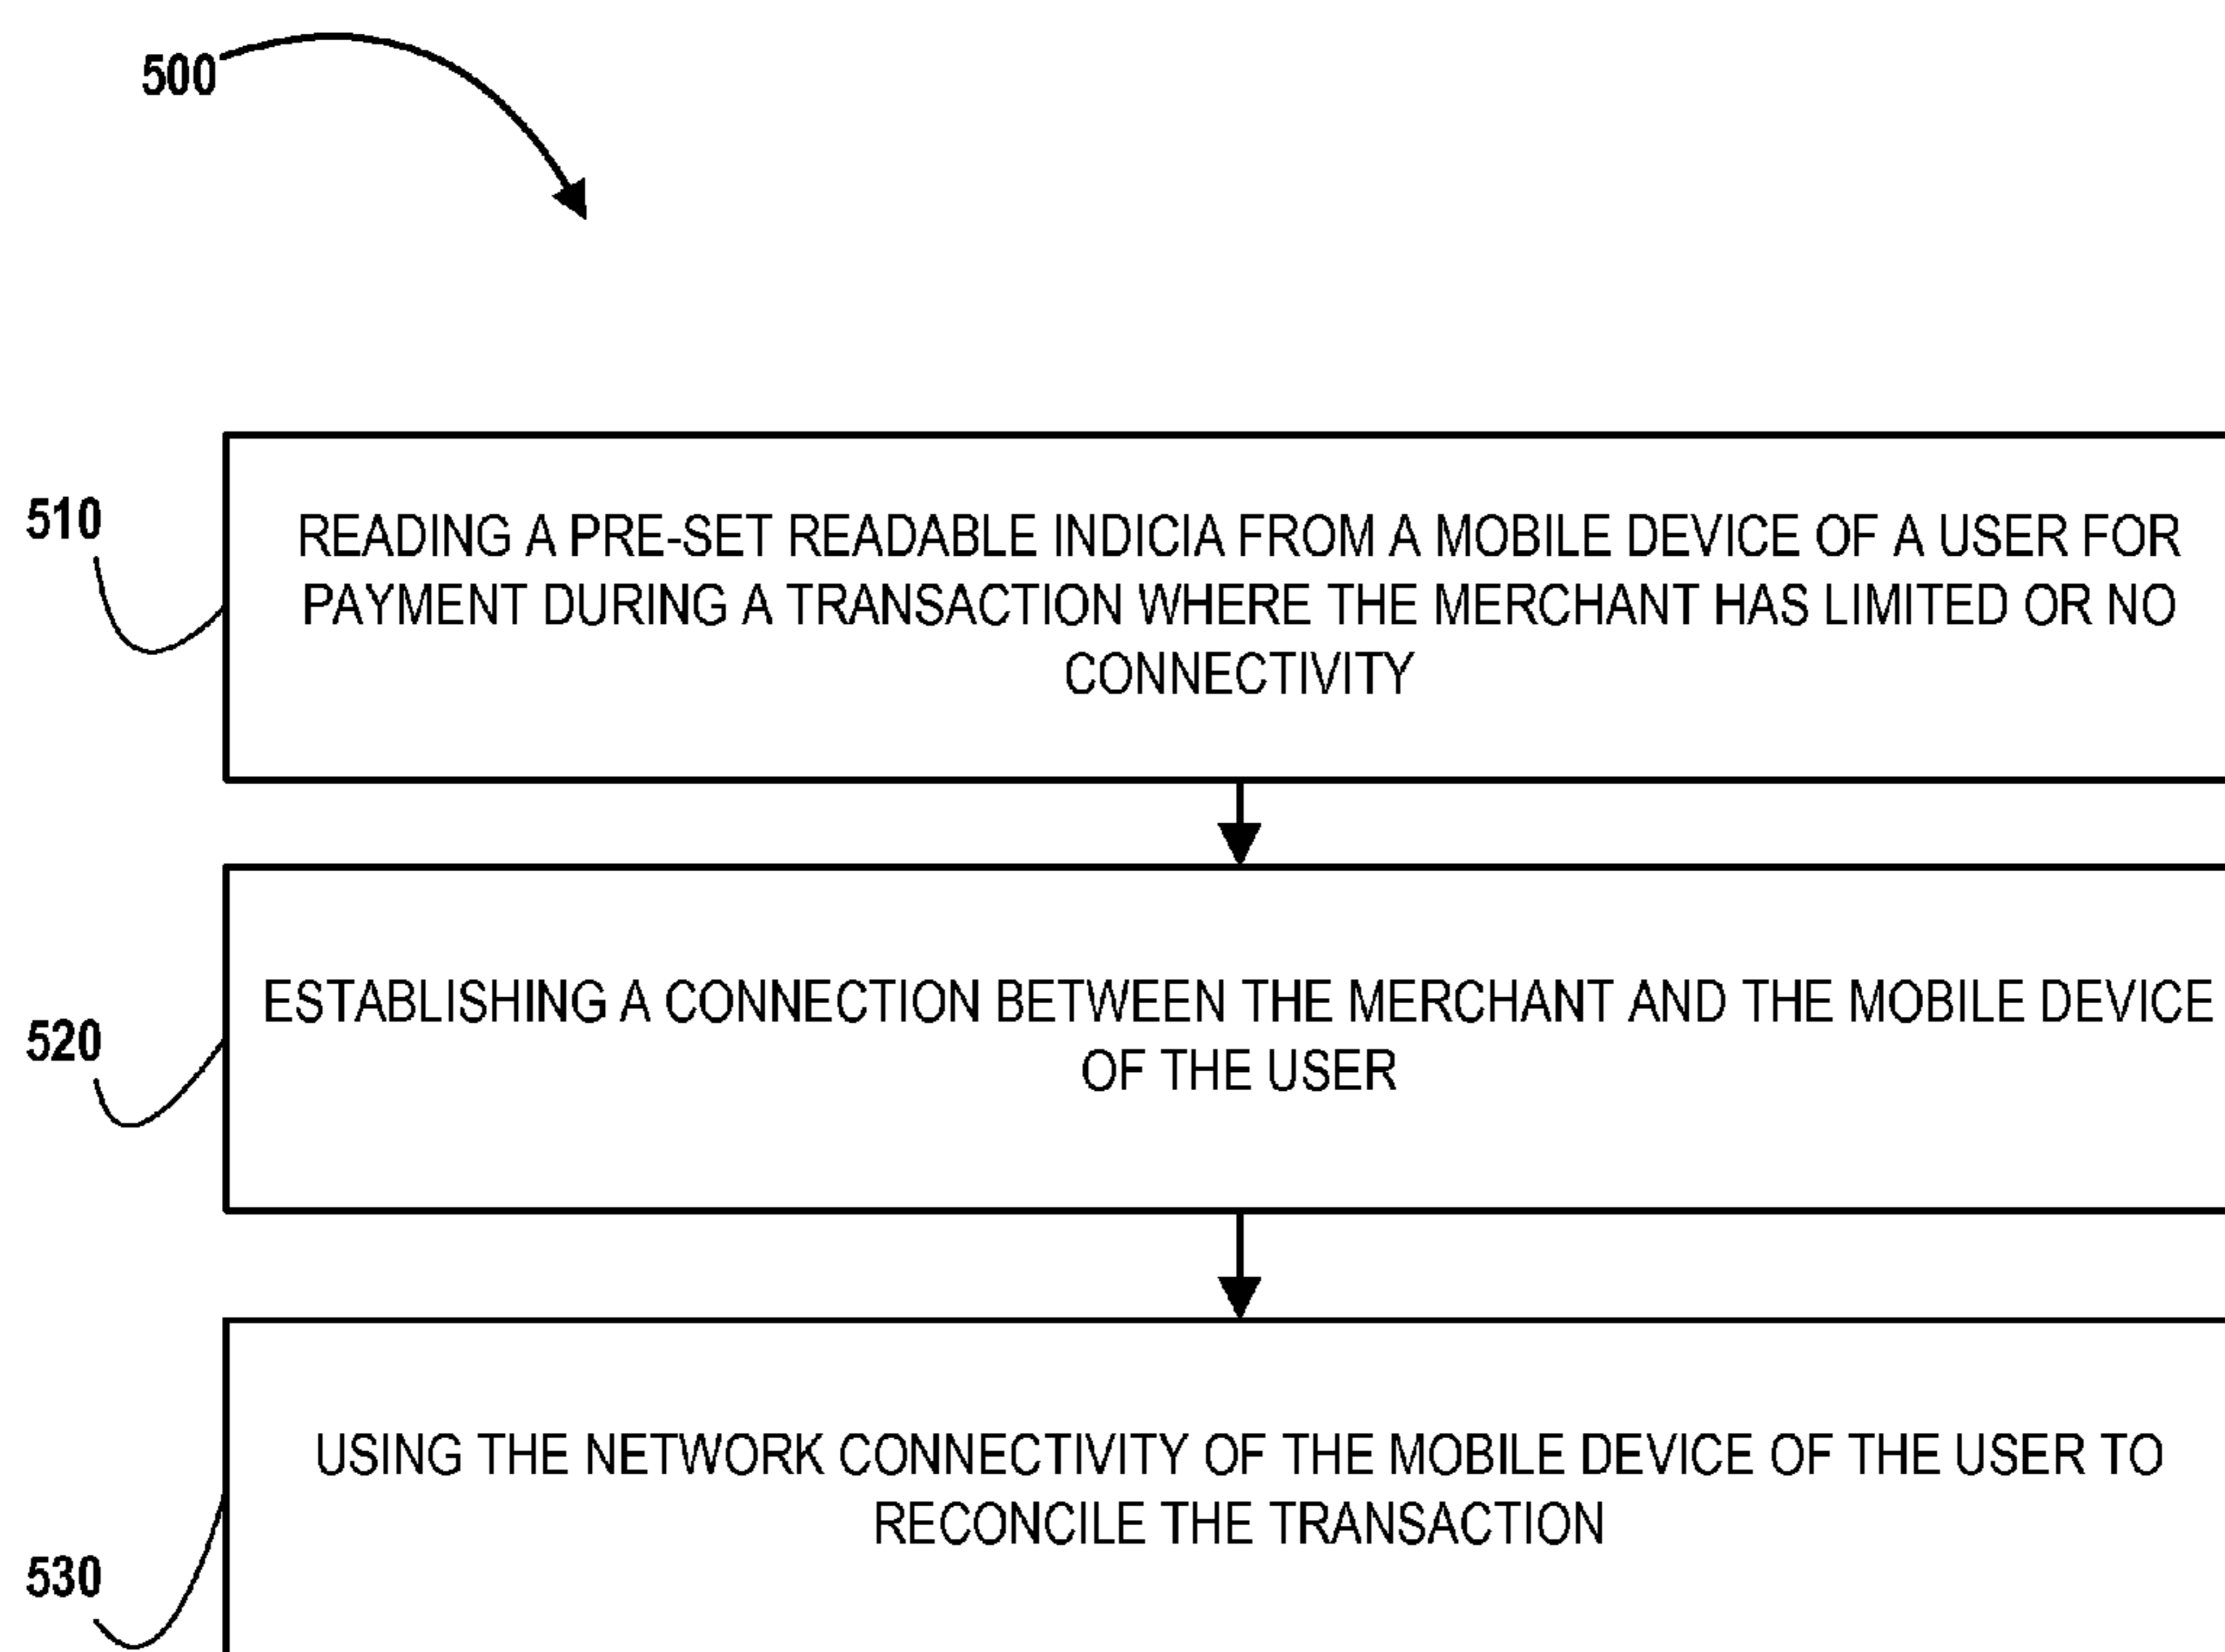 500
510
READING A PRE-SET READABLE INDICIA FROM A MOBILE DEVICE OF A USER FOR
PAYMENT DURING A TRANSACTION WHERE THE MERCHANT HAS LIMITED OR NO
CONNECTIVITY
520
ESTABLISHING A CONNECTION BETWEEN THE MERCHANT AND THE MOBILE DEVICE
OF THE USER
530
USING THE NETWORK CONNECTIVITY OF THE MOBILE DEVICE OF THE USER TO
RECONCILE THE TRANSACTION